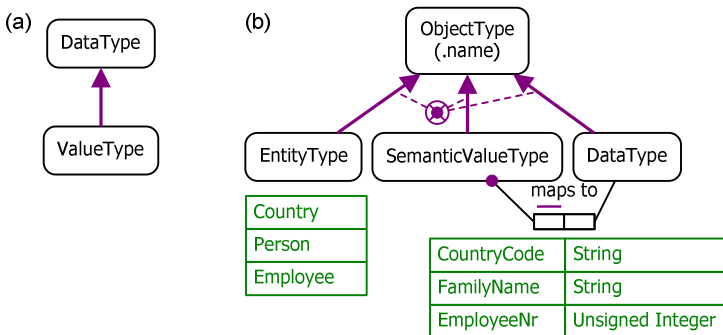 (a)
DataType
ValueType
(b)
ObjectType
(.name)
EntityType
SemanticValueType
DataType
maps to
Country
Person
Employee
CountryCode String
FamilyName String
EmployeeNr Unsigned Integer